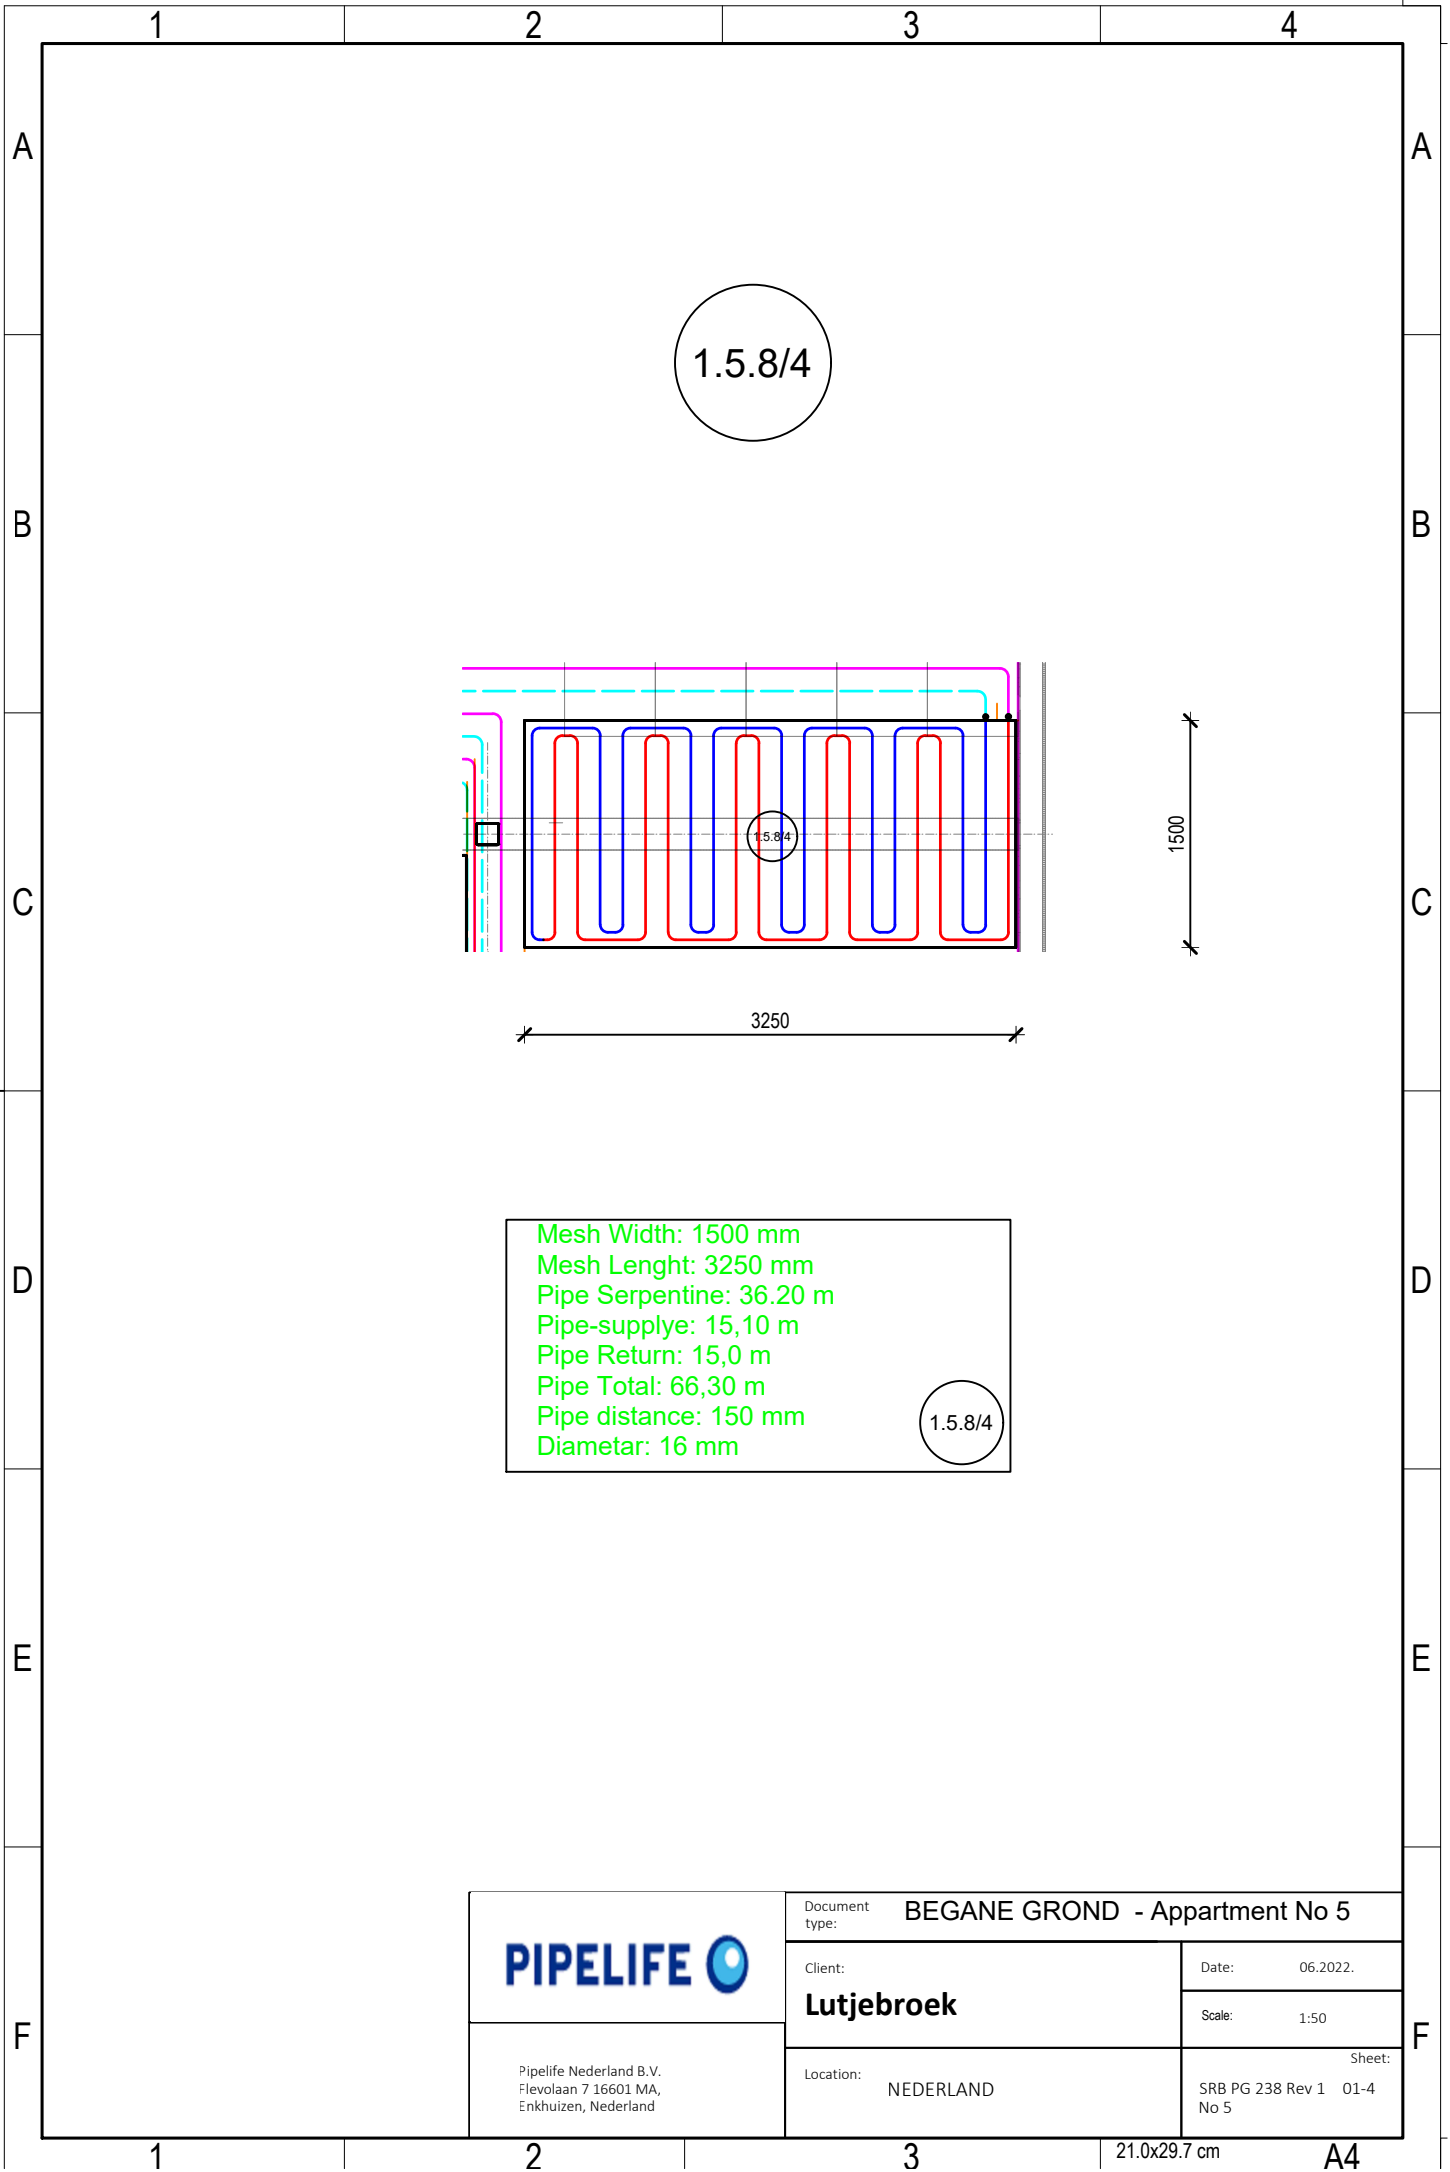 1 2 3 4
A A
1.5.8/4
B B
1.5.8/4
1500
C C
3250
Mesh Width: 1500 mm
Mesh Lenght: 3250 mm
Pipe Serpentine: 36.20 m
Pipe-supplye: 15,10 m
Pipe Return: 15,0 m
Pipe Total: 66,30 m
Pipe distance: 150 mm
Diametar: 16 mm
1.5.8/4
D D
E E
PIPELIFE
Document type: BEGANE GROND - Appartment No 5
Client:
Lutjebroek
Date: 06.2022.
Scale: 1:50
F F
Pipelife Nederland B.V.
Flevolaan 7 16601 MA,
Enkhuizen, Nederland
Location: NEDERLAND
Sheet:
SRB PG 238 Rev 1 01-4
No 5
1 2 3 21.0x29.7 cm A4